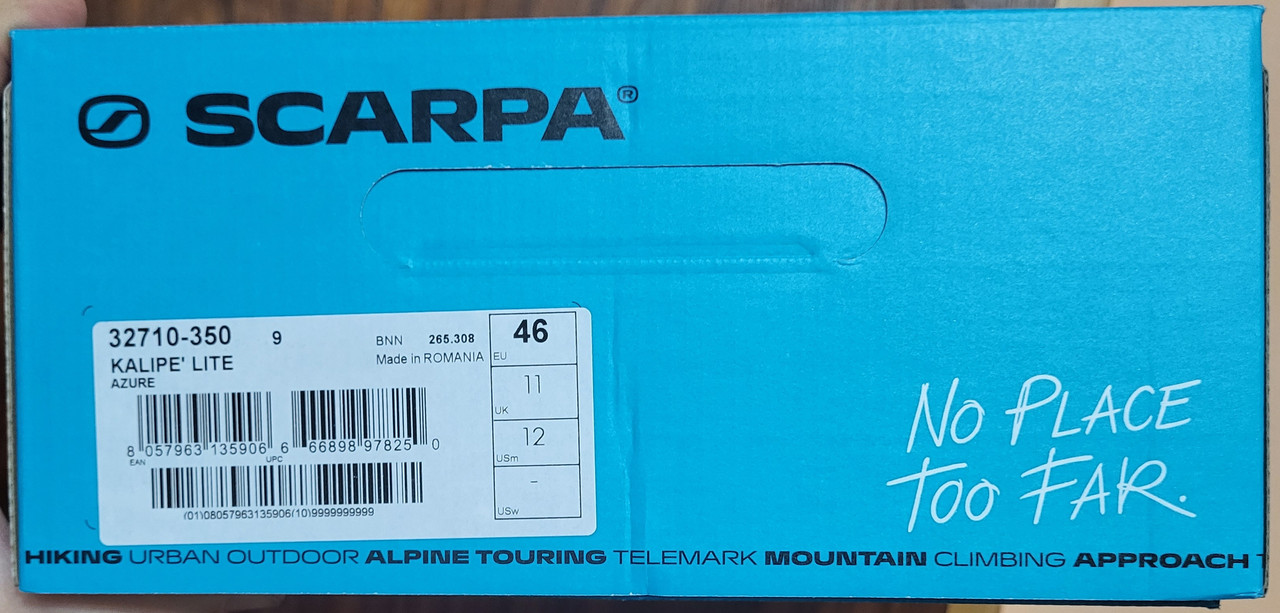 SCARPA®
32710-350 9 BNN 265.308
KALIPE' LITE Made in ROMANIA
AZURE
8 057963 135906 6 66898 97825 0
EAN UPC
(01)08057963135906(10)9999999999
46
EU
11
UK
12
USm
-
USw
No PLACE
Too FAR.
HIKING URBAN OUTDOOR ALPINE TOURING TELEMARK MOUNTAIN CLIMBING APPROACH